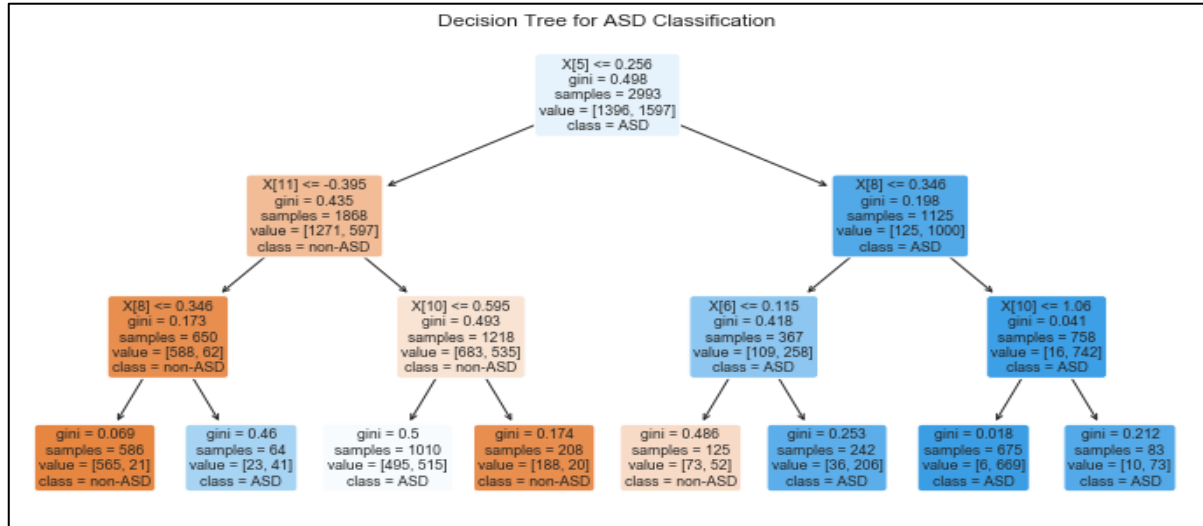 Decision Tree for ASD Classification
X[5] <= 0.256
gini = 0.498
samples = 2993
value = [1396, 1597]
class = ASD
X[11] <= -0.395
gini = 0.435
samples = 1868
value = [1271, 597]
class = non-ASD
X[8] <= 0.346
gini = 0.198
samples = 1125
value = [125, 1000]
class = ASD
X[8] <= 0.346
gini = 0.173
samples = 650
value = [588, 62]
class = non-ASD
X[10] <= 0.595
gini = 0.493
samples = 1218
value = [683, 535]
class = non-ASD
X[6] <= 0.115
gini = 0.418
samples = 367
value = [109, 258]
class = ASD
X[10] <= 1.06
gini = 0.041
samples = 758
value = [16, 742]
class = ASD
gini = 0.069
samples = 586
value = [565, 21]
class = non-ASD
gini = 0.46
samples = 64
value = [23, 41]
class = ASD
gini = 0.5
samples = 1010
value = [495, 515]
class = ASD
gini = 0.174
samples = 208
value = [188, 20]
class = non-ASD
gini = 0.486
samples = 125
value = [73, 52]
class = non-ASD
gini = 0.253
samples = 242
value = [36, 206]
class = ASD
gini = 0.018
samples = 675
value = [6, 669]
class = ASD
gini = 0.212
samples = 83
value = [10, 73]
class = ASD